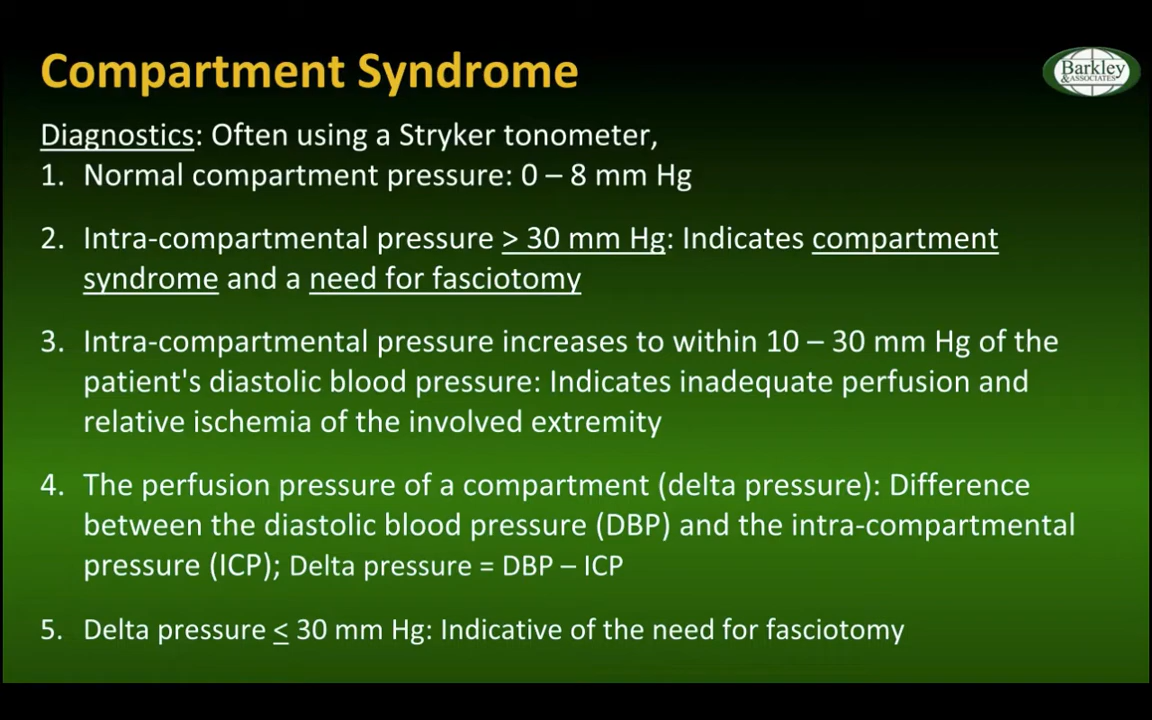 Compartment Syndrome
Barkley
& ASSOCIATES
Diagnostics: Often using a Stryker tonometer,
1. Normal compartment pressure: 0 – 8 mm Hg
2. Intra-compartmental pressure > 30 mm Hg: Indicates compartment
syndrome and a need for fasciotomy
3. Intra-compartmental pressure increases to within 10 – 30 mm Hg of the
patient's diastolic blood pressure: Indicates inadequate perfusion and
relative ischemia of the involved extremity
4. The perfusion pressure of a compartment (delta pressure): Difference
between the diastolic blood pressure (DBP) and the intra-compartmental
pressure (ICP); Delta pressure = DBP – ICP
5. Delta pressure < 30 mm Hg: Indicative of the need for fasciotomy